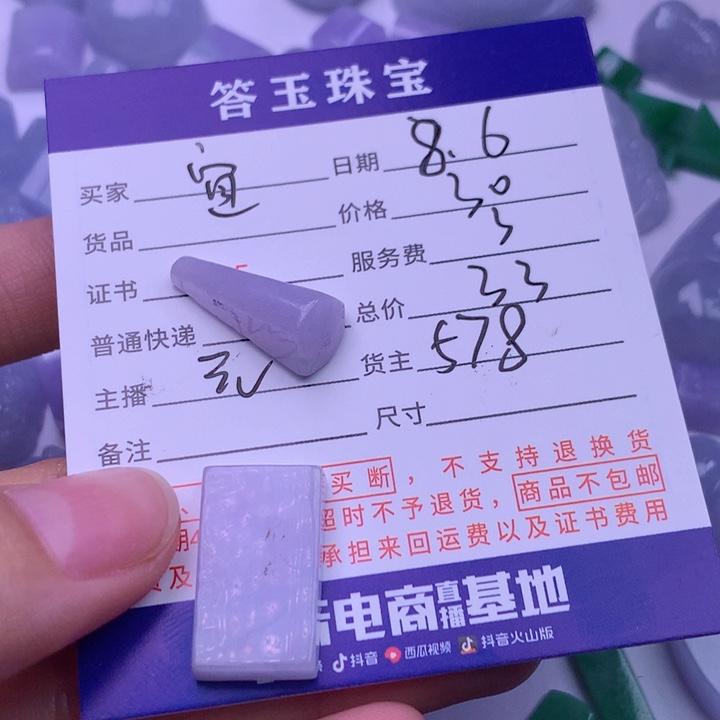 答玉珠宝
买家 宜 日期 8.6
货品 价格 30
证书 服务费 3
普通快递 总价 33
主播 货主 578
备注 尺寸
买断，不支持退换货
超时不予退货，商品不包邮
承担来回运费以及证书费用
电商直播基地
抖音 西瓜视频 抖音火山版